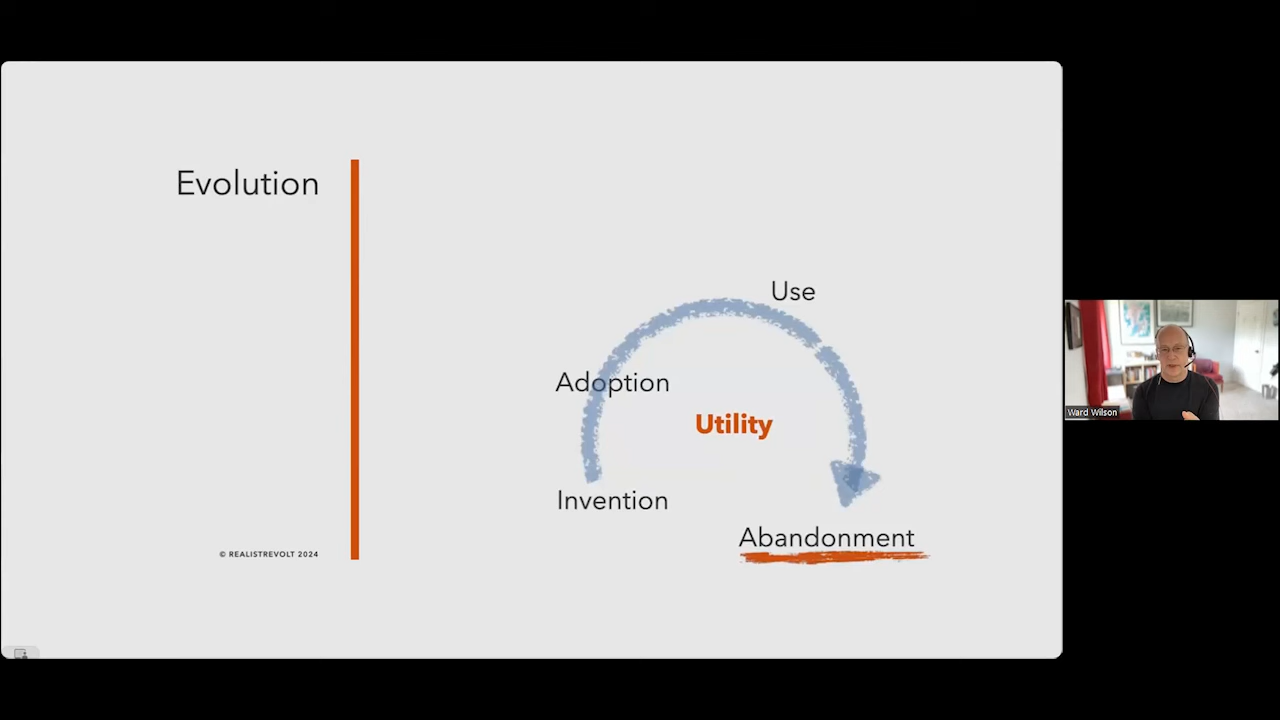 Evolution
Use
Adoption
Utility
Invention
Abandonment
© REALISTREVOLT 2024
Ward Wilson